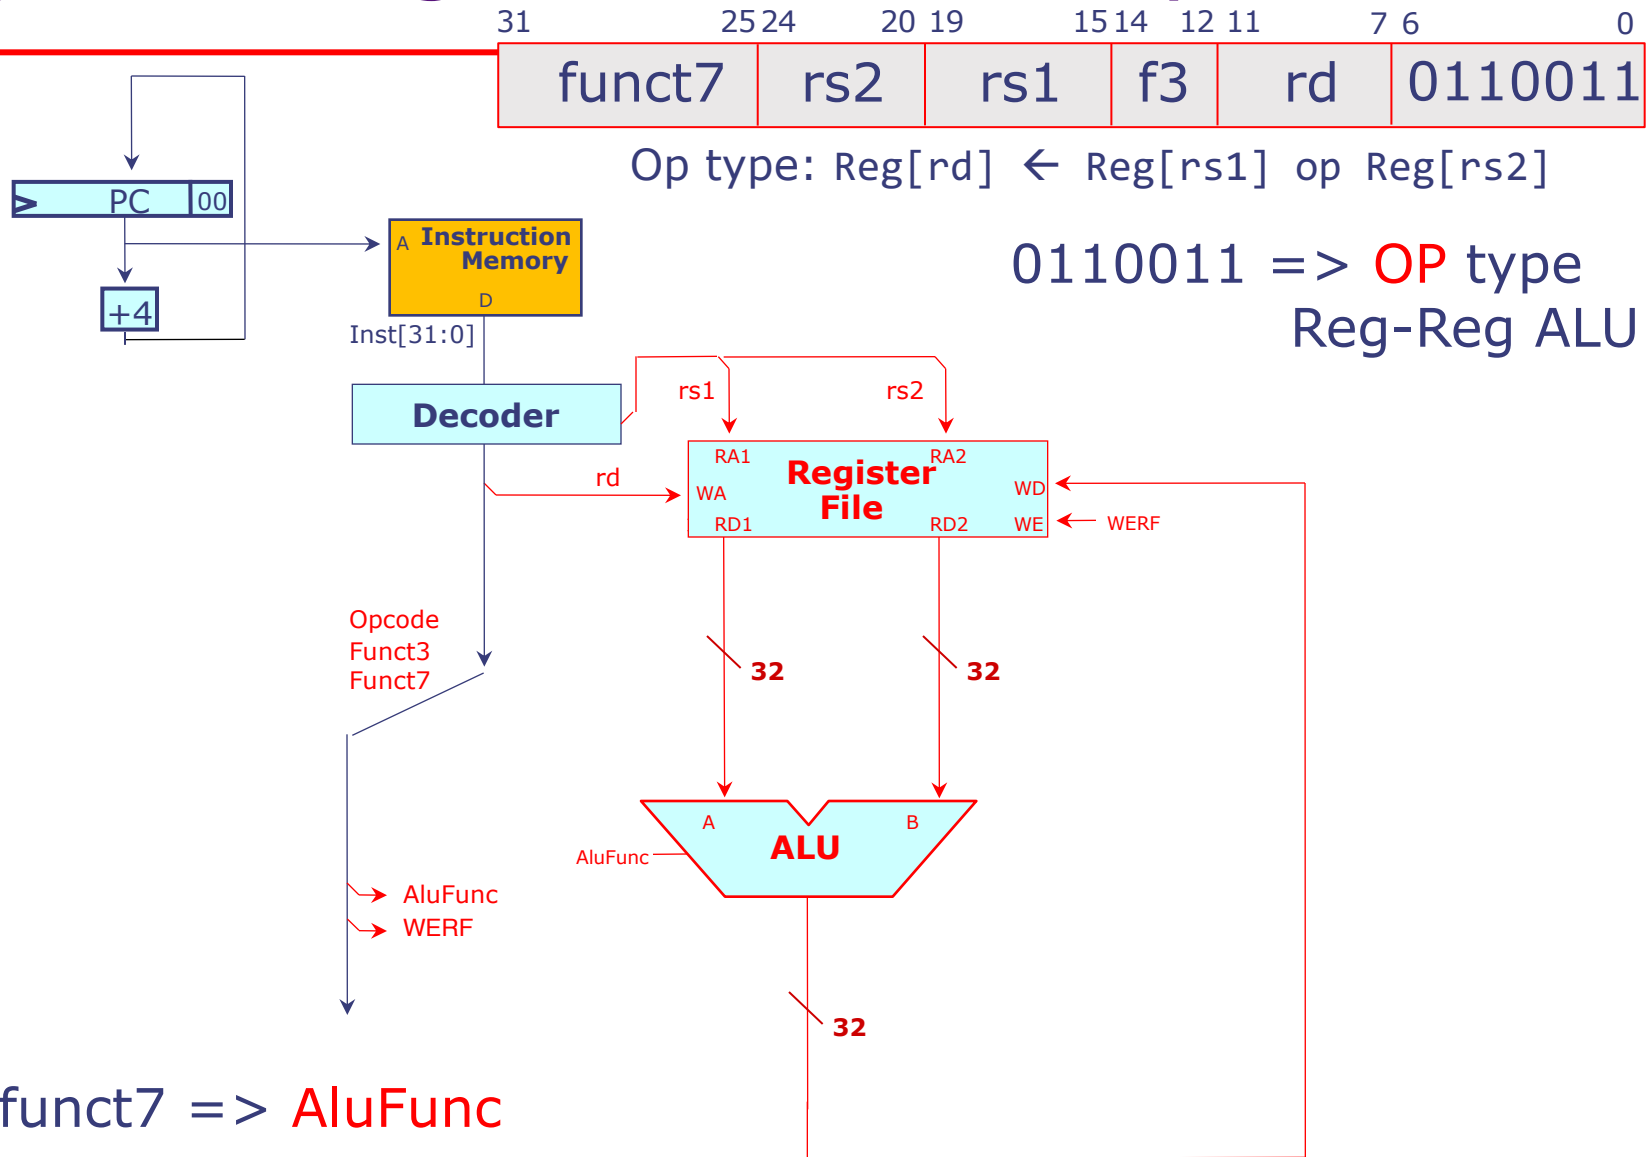 31 25 24 20 19 15 14 12 11 7 6 0
funct7 rs2 rs1 f3 rd 0110011
Op type: Reg[rd] ← Reg[rs1] op Reg[rs2]
PC 00
A Instruction
Memory
D
0110011 => OP type
Reg-Reg ALU
+4
Inst[31:0]
rs1 rs2
Decoder
RA1 RA2
Register
File
rd
WA WD
RD1 RD2 WE WERF
Opcode
Funct3
Funct7
32 32
A B
ALU
AluFunc
AluFunc
WERF
32
funct7 => AluFunc